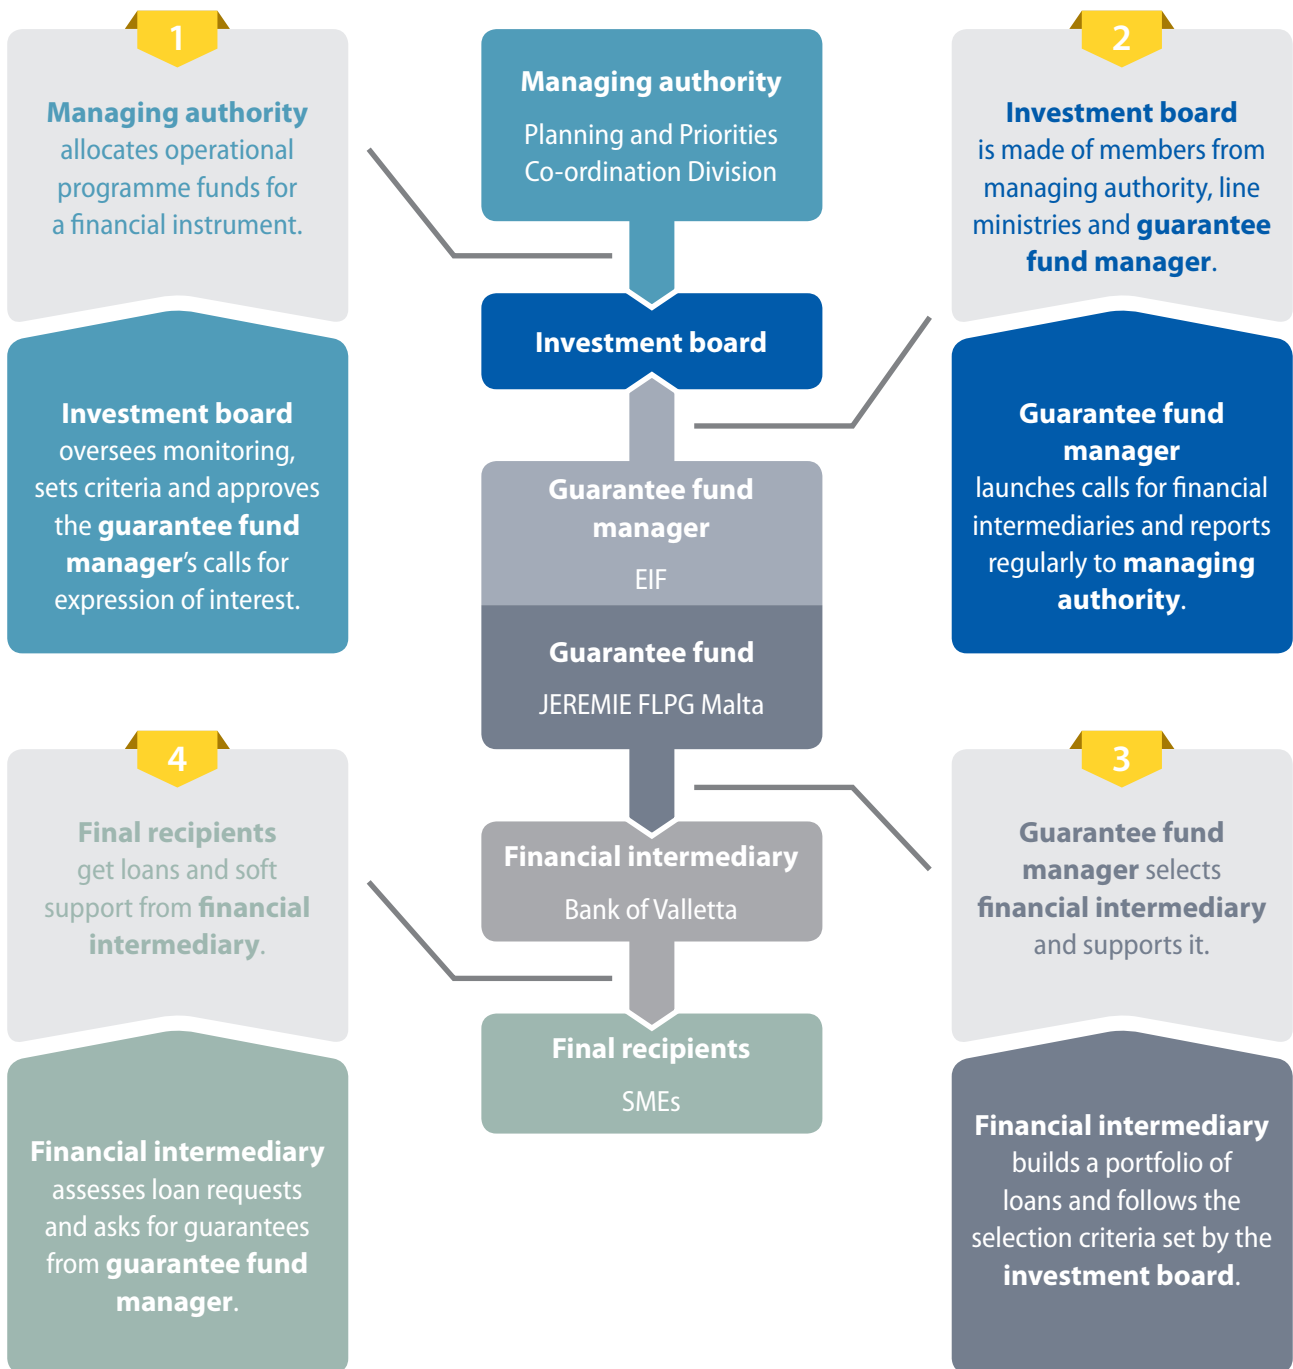 1
Managing authority
allocates operational
programme funds for
a financial instrument.
Investment board
oversees monitoring,
sets criteria and approves
the guarantee fund
manager’s calls for
expression of interest.
Managing authority
Planning and Priorities
Co-ordination Division
Investment board
Guarantee fund
manager
EIF
Guarantee fund
JEREMIE FLPG Malta
Financial intermediary
Bank of Valletta
Final recipients
SMEs
2
Investment board
is made of members from
managing authority, line
ministries and guarantee
fund manager.
Guarantee fund
manager
launches calls for financial
intermediaries and reports
regularly to managing
authority.
3
Guarantee fund
manager selects
financial intermediary
and supports it.
Financial intermediary
builds a portfolio of
loans and follows the
selection criteria set by the
investment board.
4
Final recipients
get loans and soft
support from financial
intermediary.
Financial intermediary
assesses loan requests
and asks for guarantees
from guarantee fund
manager.